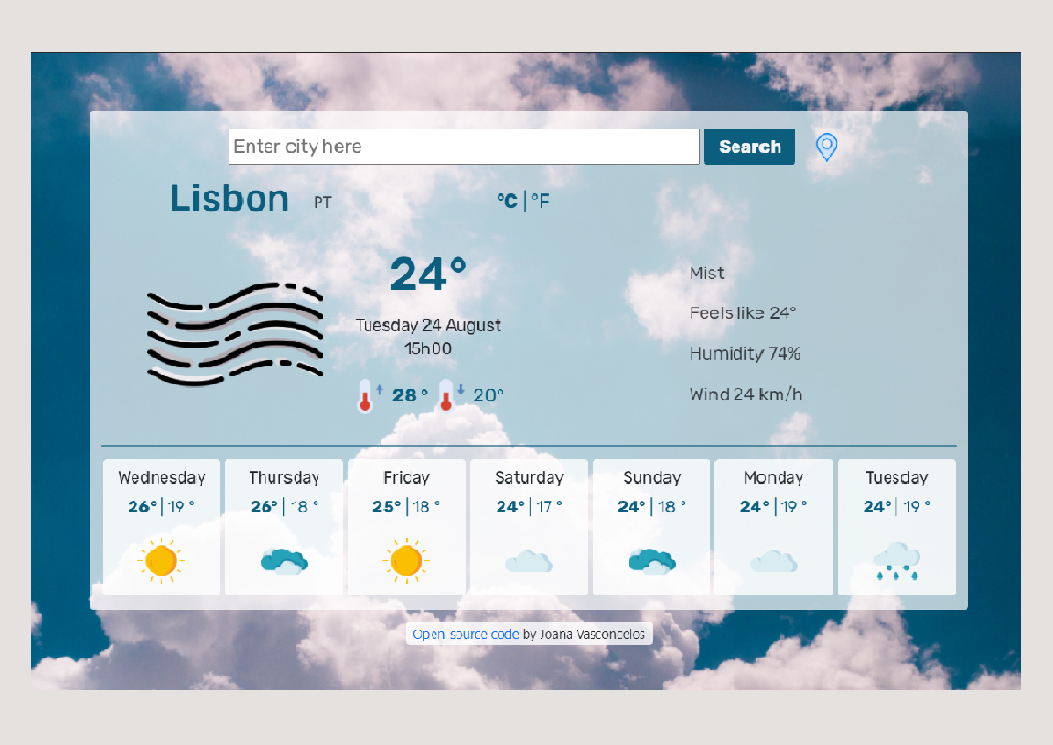 Enter city here
Search
Lisbon PT
°C | °F
24°
Tuesday 24 August
15h00
28° 20°
Mist
Feels like 24°
Humidity 74%
Wind 24 km/h
Wednesday
26° | 19 °
Thursday
26° | 18 °
Friday
25° | 18 °
Saturday
24° | 17 °
Sunday
24° | 18 °
Monday
24° | 19 °
Tuesday
24° | 19 °
Open-source code by Joana Vasconcelos